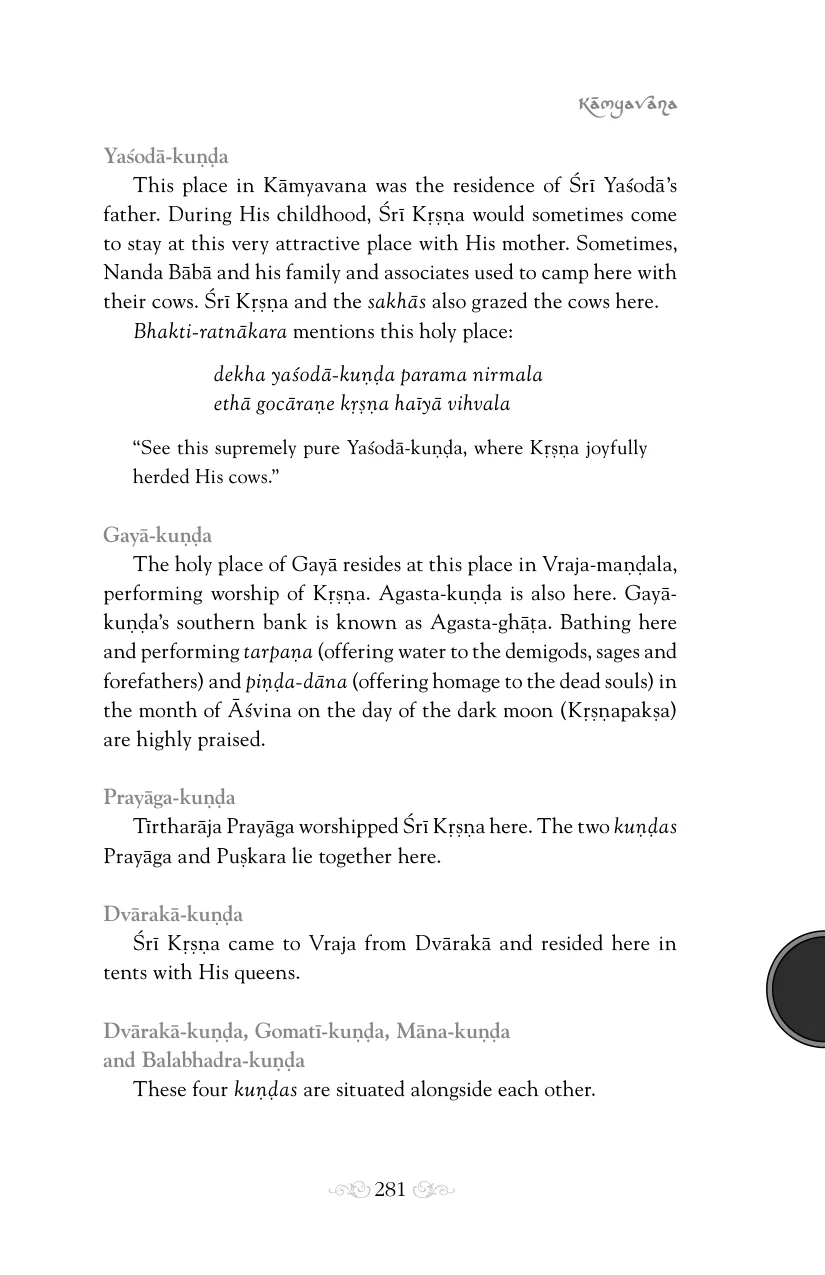 Kāmyavāna
Yaśodā-kuṇḍa
This place in Kāmyavana was the residence of Śrī Yaśodā’s
father. During His childhood, Śrī Kṛṣṇa would sometimes come
to stay at this very attractive place with His mother. Sometimes,
Nanda Bābā and his family and associates used to camp here with
their cows. Śrī Kṛṣṇa and the sakhās also grazed the cows here.
Bhakti-ratnākara mentions this holy place:
dekha yaśodā-kuṇḍa parama nirmala
ethā gocāraṇe kṛṣṇa haīyā vihvala
“See this supremely pure Yaśodā-kuṇḍa, where Kṛṣṇa joyfully
herded His cows.”
Gayā-kuṇḍa
The holy place of Gayā resides at this place in Vraja-maṇḍala,
performing worship of Kṛṣṇa. Agasta-kuṇḍa is also here. Gayā-
kuṇḍa’s southern bank is known as Agasta-ghāṭa. Bathing here
and performing tarpaṇa (offering water to the demigods, sages and
forefathers) and piṇḍa-dāna (offering homage to the dead souls) in
the month of Āśvina on the day of the dark moon (Kṛṣṇapakṣa)
are highly praised.
Prayāga-kuṇḍa
Tīrtharāja Prayāga worshipped Śrī Kṛṣṇa here. The two kuṇḍas
Prayāga and Puṣkara lie together here.
Dvārakā-kuṇḍa
Śrī Kṛṣṇa came to Vraja from Dvārakā and resided here in
tents with His queens.
Dvārakā-kuṇḍa, Gomatī-kuṇḍa, Māna-kuṇḍa
and Balabhadra-kuṇḍa
These four kuṇḍas are situated alongside each other.
281